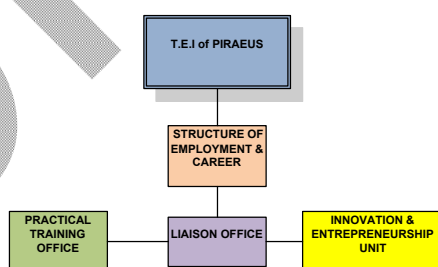 T.E.I of PIRAEUS
STRUCTURE OF
EMPLOYMENT &
CAREER
PRACTICAL
TRAINING
OFFICE
LIAISON OFFICE
INNOVATION &
ENTREPRENEURSHIP
UNIT